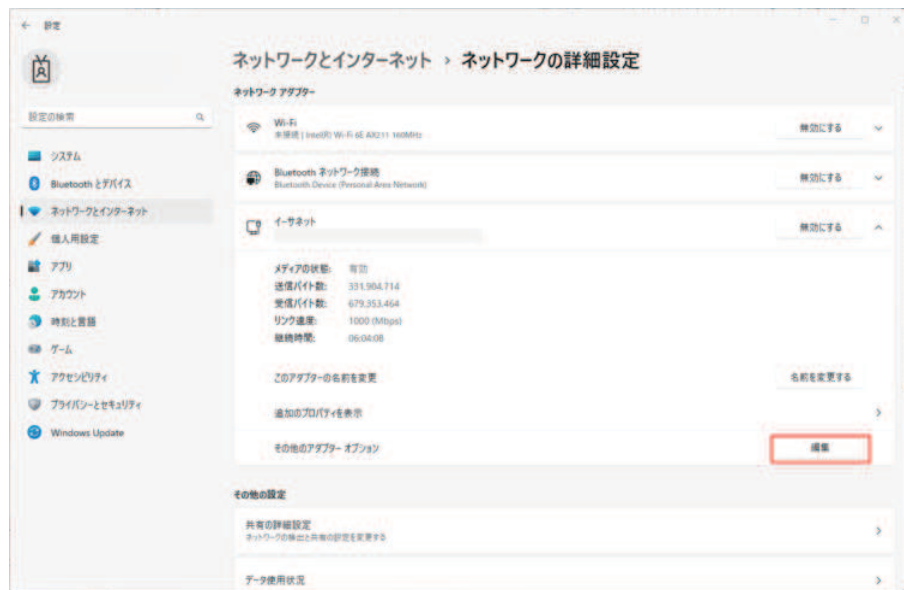 ← 設定
ネットワークとインターネット › ネットワークの詳細設定
設定の検索
システム
Bluetooth とデバイス
ネットワークとインターネット
個人用設定
アプリ
アカウント
時刻と言語
ゲーム
アクセシビリティ
プライバシーとセキュリティ
Windows Update
ネットワーク アダプター
Wi-Fi
未接続 | Intel(R) Wi-Fi 6E AX211 160MHz
無効にする
Bluetooth ネットワーク接続
Bluetooth Device (Personal Area Network)
無効にする
イーサネット
無効にする
メディアの状態: 有効
送信バイト数: 331,904,714
受信バイト数: 679,353,464
リンク速度: 1000 (Mbps)
継続時間: 06:04:08
このアダプターの名前を変更
名前を変更する
追加のプロパティを表示
その他のアダプター オプション
編集
その他の設定
共有の詳細設定
ネットワークの検出と共有の設定を変更する
データ使用状況